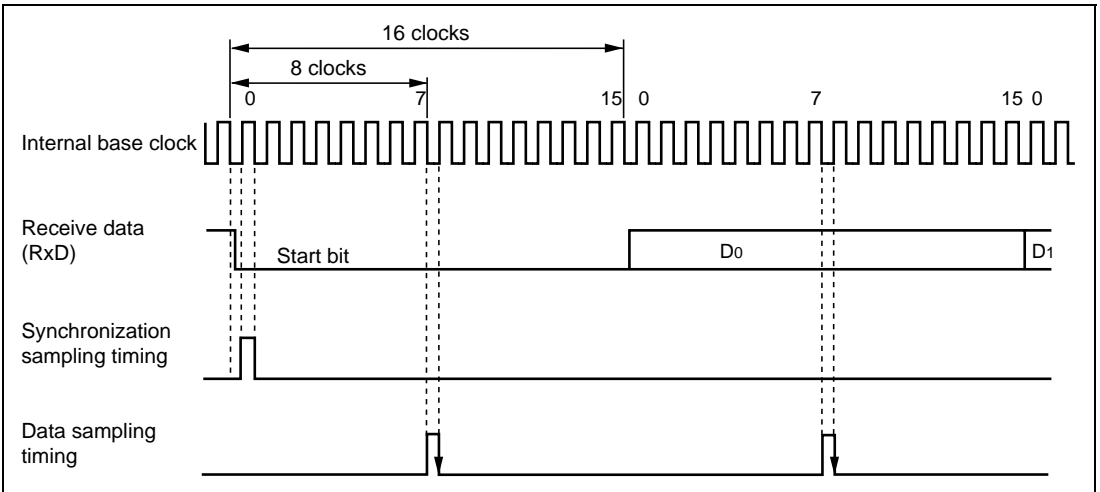 16 clocks
8 clocks
0 7 15 0 7 15 0
Internal base clock
Receive data
(RxD)
Start bit D0 D1
Synchronization
sampling timing
Data sampling
timing